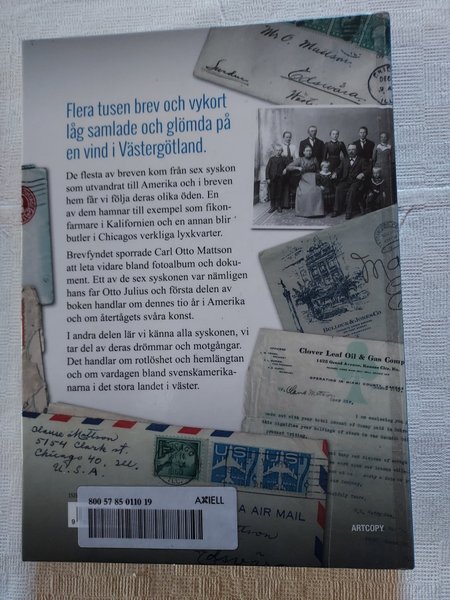 Flera tusen brev och vykort
låg samlade och glömda på
en vind i Västergötland.
De flesta av breven kom från sex syskon
som utvandrat till Amerika och i breven
hem får vi följa deras olika öden. En
av dem hamnar till exempel som fikon-
farmare i Kalifornien och en annan blir
butler i Chicagos verkliga lyxkvarter.
Brevfyndet sporrade Carl Otto Mattson
att leta vidare bland fotoalbum och doku-
ment. Ett av de sex syskonen var nämligen
hans far Otto Julius och första delen av
boken handlar om dennes tio år i Amerika
och om återtågets svåra konst.
I andra delen lär vi känna alla syskonen, vi
tar del av deras drömmar och motgångar.
Det handlar om rotlöshet och hemlängtan
och om vardagen bland svenskamerika-
narna i det stora landet i väster.
Mattson
Clover Leaf Oil & Gas
Mattson
5154 Clark st.
Chicago 40, Ill.
U.S.A.
VIA AIR MAIL
800 57 85 0110 19
AXIELL
ARTCOPY